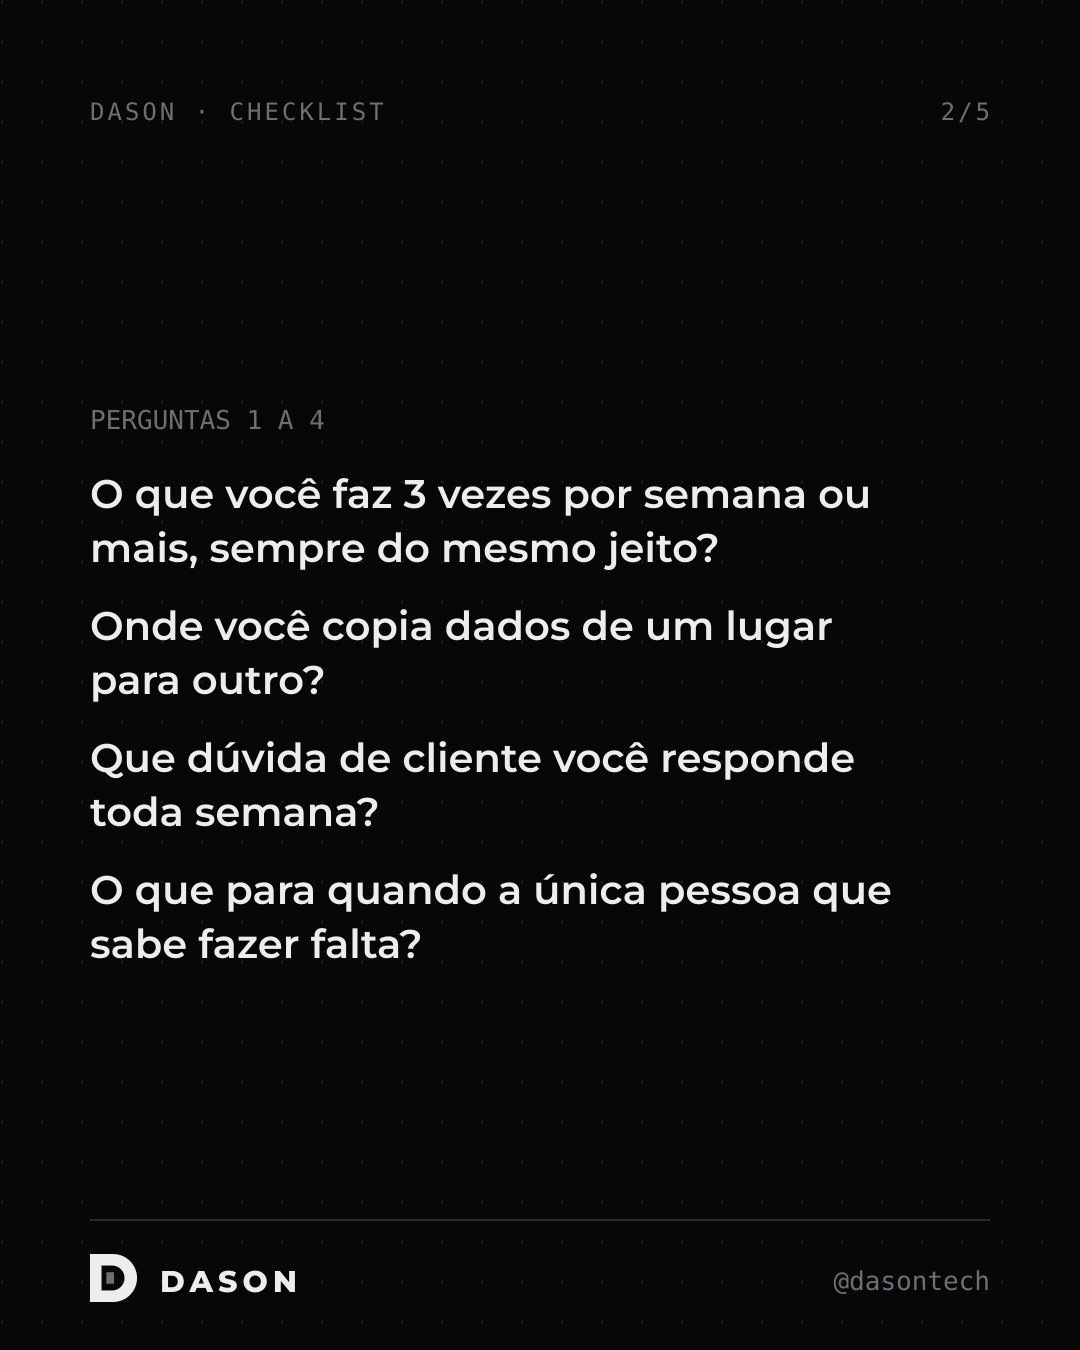 DASON · CHECKLIST
2/5
PERGUNTAS 1 A 4
O que você faz 3 vezes por semana ou
mais, sempre do mesmo jeito?
Onde você copia dados de um lugar
para outro?
Que dúvida de cliente você responde
toda semana?
O que para quando a única pessoa que
sabe fazer falta?
DASON
@dasontech